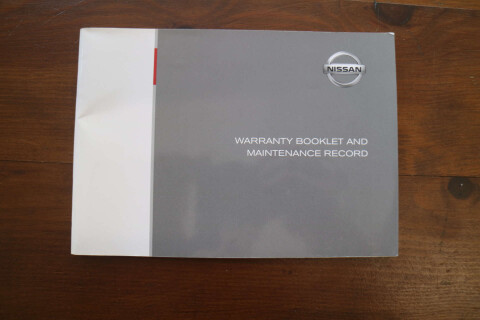 NISSAN
WARRANTY BOOKLET AND
MAINTENANCE RECORD